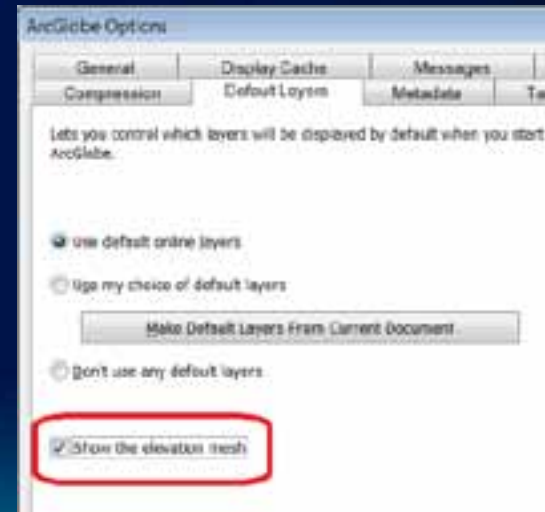 ArcGlobe Options
General Display Cache Messages
Compression Default Layers Metadata Ta
Lets you control which layers will be displayed by default when you start
ArcGlobe.
Use default online layers
Use my choice of default layers
Make Default Layers From Current Document
Don't use any default layers
Show the elevation mesh